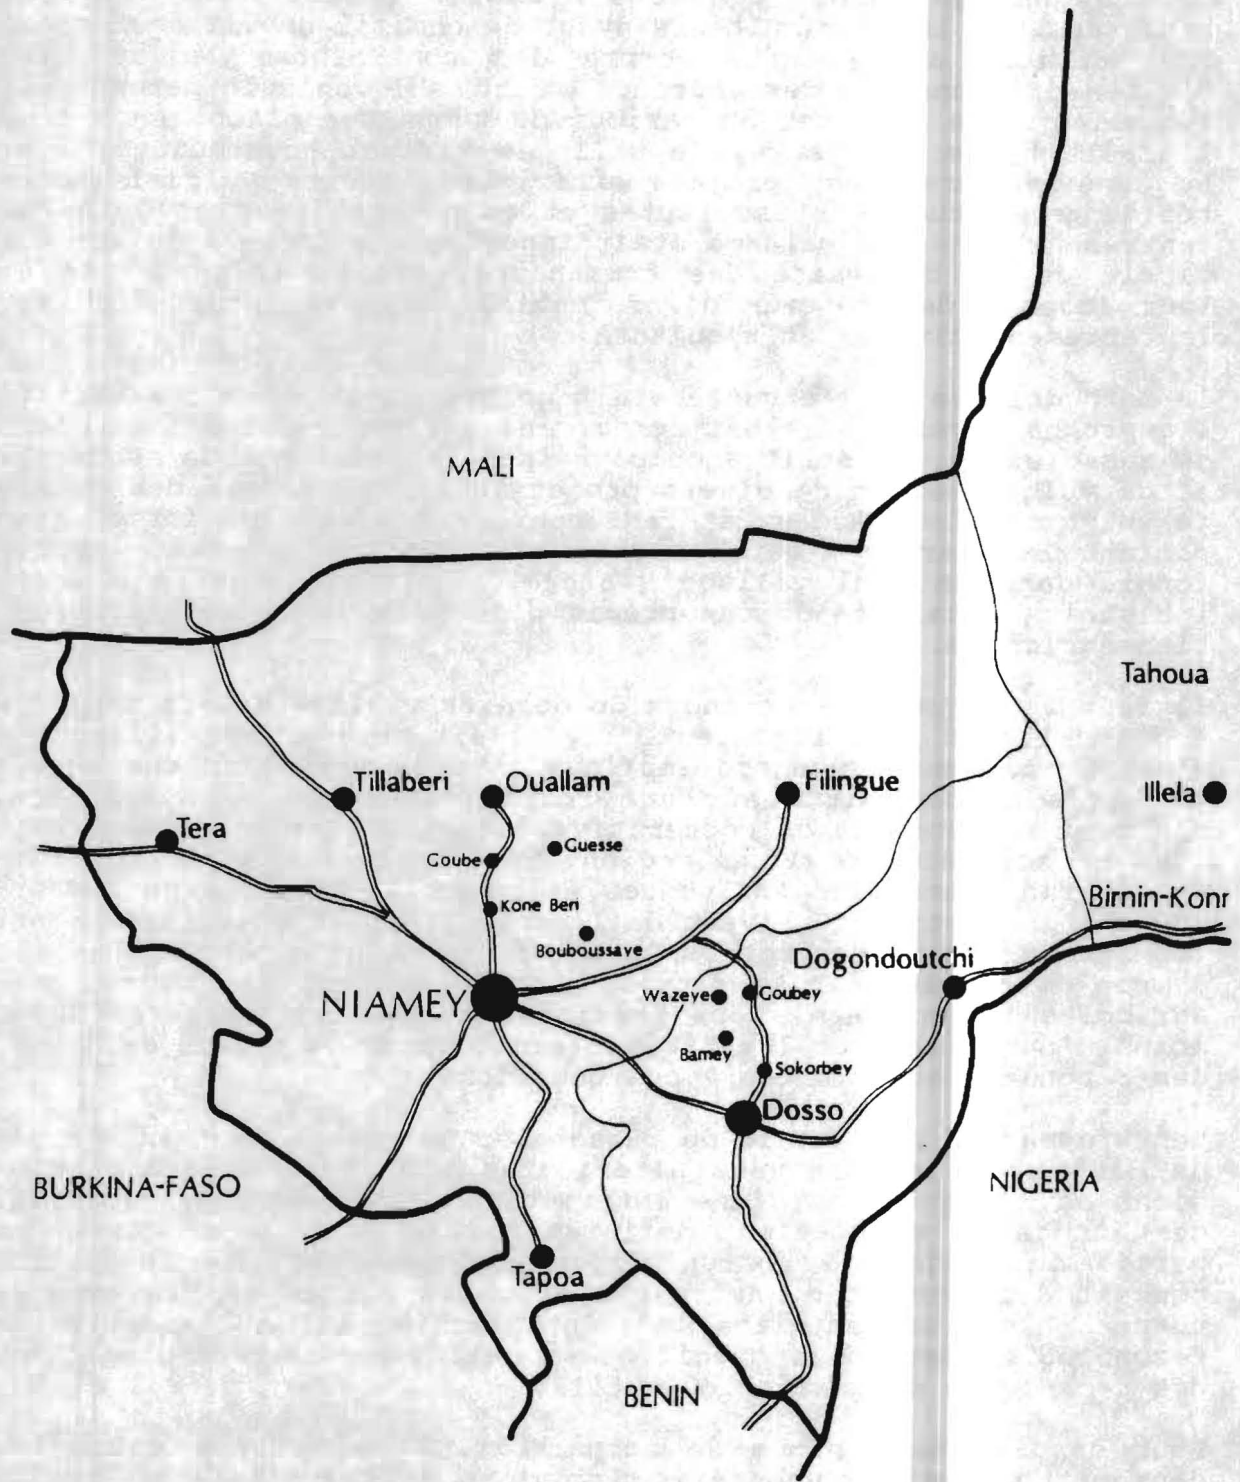 MALI
Tahoua
Tillaberi
Ouallam
Filingue
Illela
Tera
Guesse
Goube
Birnin-Konr
Kone Beri
Bouboussaye
Dogondoutchi
NIAMEY
Wazeye
Goubey
Bamey
Sokorbey
Dosso
BURKINA-FASO
NIGERIA
Tapoa
BENIN